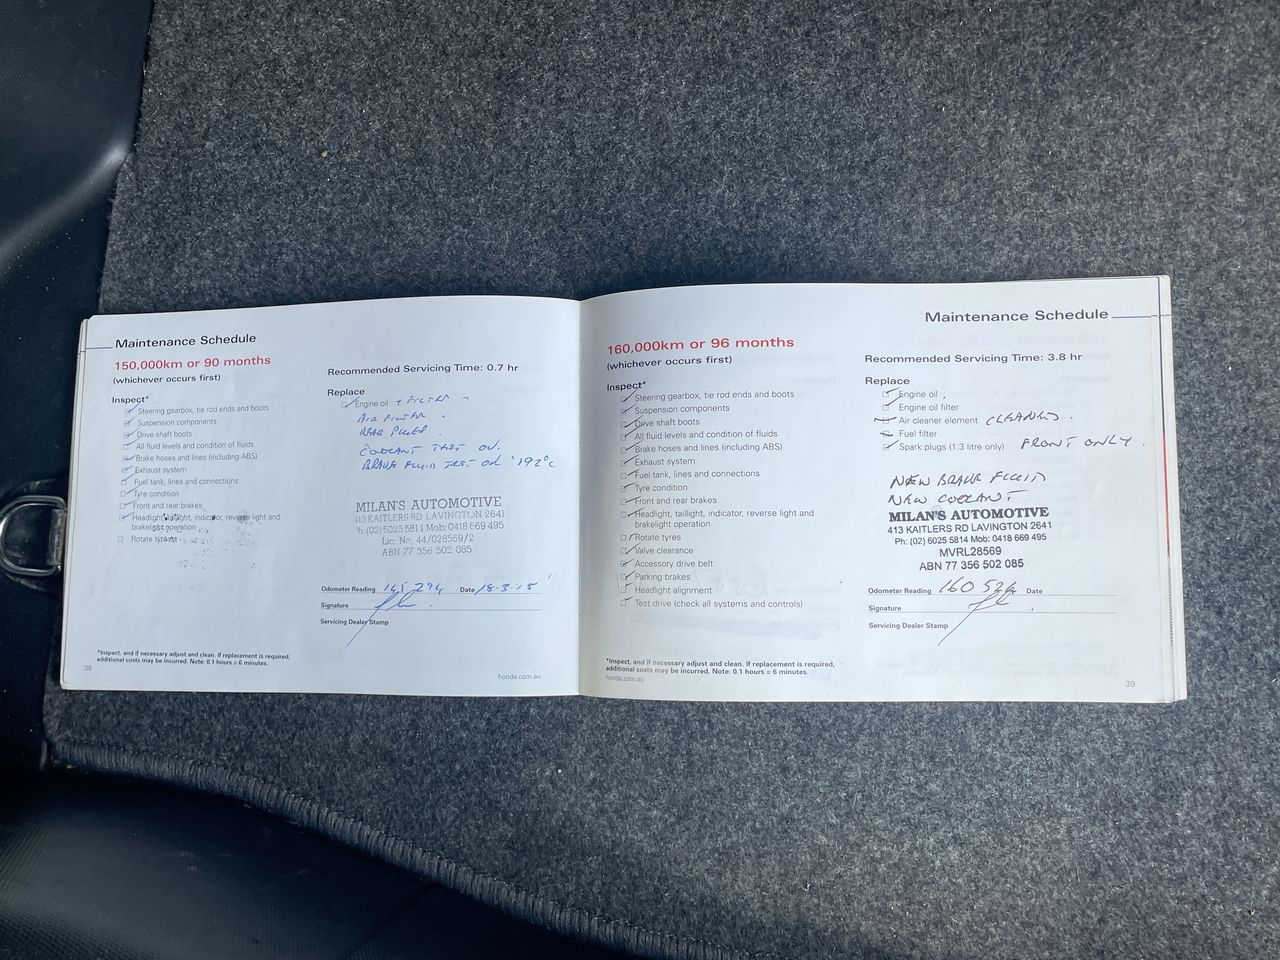 Maintenance Schedule
150,000km or 90 months
(whichever occurs first)
Inspect*
Steering gearbox, tie rod ends and boots
Suspension components
Drive shaft boots
All fluid levels and condition of fluids
Brake hoses and lines (including ABS)
Exhaust system
Fuel tank, lines and connections
Tyre condition
Front and rear brakes
Headlight, taillight, indicator, reverse light and
brakelight operation
Rotate tyres
*Inspect, and if necessary adjust and clean. If replacement is required,
additional costs may be incurred. Note: 0.1 hours = 6 minutes.
38
Recommended Servicing Time: 0.7 hr
Replace
Engine oil + FILTER
AIR FILTER
REAR PLUGS.
COOLANT TEST OK.
BRAKE FLUID TEST OK 192°C
MILAN'S AUTOMOTIVE
413 KAITLERS RD LAVINGTON 2641
Ph (02) 6025 5811 Mob: 0418 669 495
Lic. No. 44/028569/2
ABN 77 356 502 085
Odometer Reading 294 Date 18-3-15
Signature
Servicing Dealer Stamp
honda.com.au
Maintenance Schedule
160,000km or 96 months
(whichever occurs first)
Inspect*
Steering gearbox, tie rod ends and boots
Suspension components
Drive shaft boots
All fluid levels and condition of fluids
Brake hoses and lines (including ABS)
Exhaust system
Fuel tank, lines and connections
Tyre condition
Front and rear brakes
Headlight, taillight, indicator, reverse light and
brakelight operation
Rotate tyres
Valve clearance
Accessory drive belt
Parking brakes
Headlight alignment
Test drive (check all systems and controls)
*Inspect, and if necessary adjust and clean. If replacement is required,
additional costs may be incurred. Note: 0.1 hours = 6 minutes.
honda.com.au
Recommended Servicing Time: 3.8 hr
Replace
Engine oil
Engine oil filter
Air cleaner element CLEANED.
Fuel filter
Spark plugs (1.3 litre only) FRONT ONLY.
NEW BRAKE FLUID
NEW COOLANT
MILAN'S AUTOMOTIVE
413 KAITLERS RD LAVINGTON 2641
Ph: (02) 6025 5814 Mob: 0418 669 495
MVRL28569
ABN 77 356 502 085
Odometer Reading 160 524 Date
Signature
Servicing Dealer Stamp
39